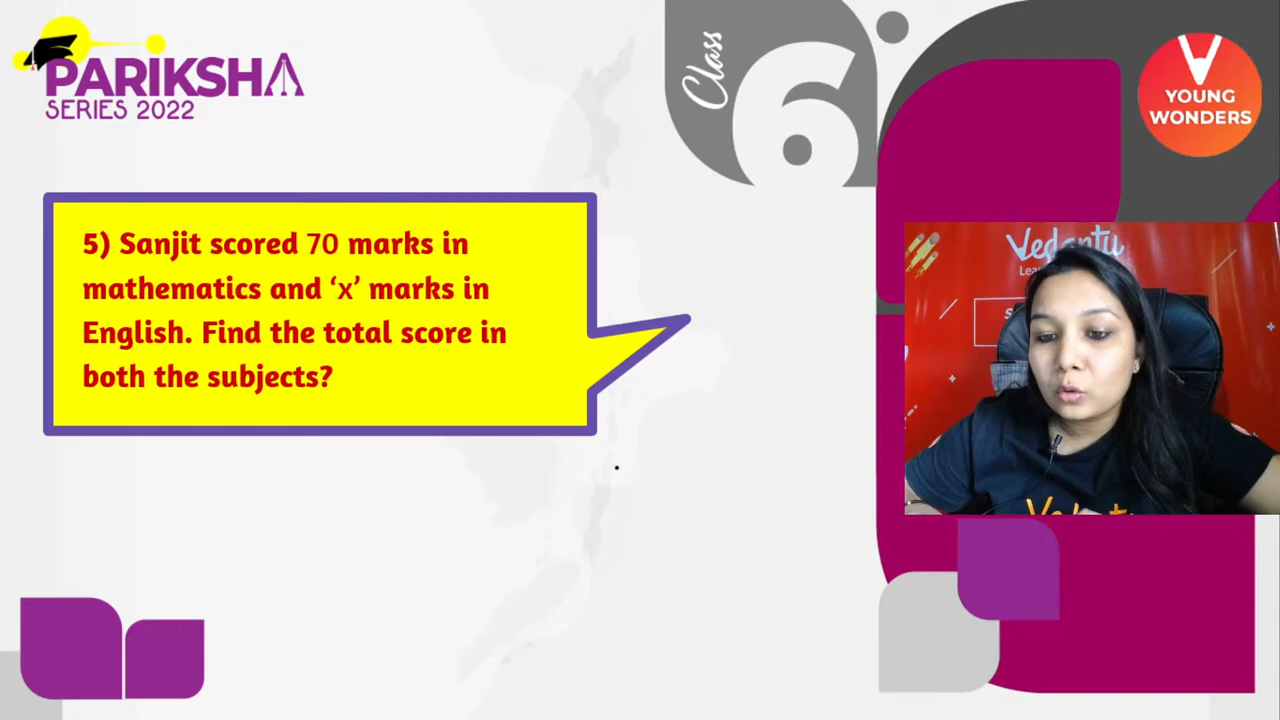 PARIKSHA
SERIES 2022
Class
6
YOUNG
WONDERS
5) Sanjit scored 70 marks in
mathematics and ‘x’ marks in
English. Find the total score in
both the subjects?
Vedantu